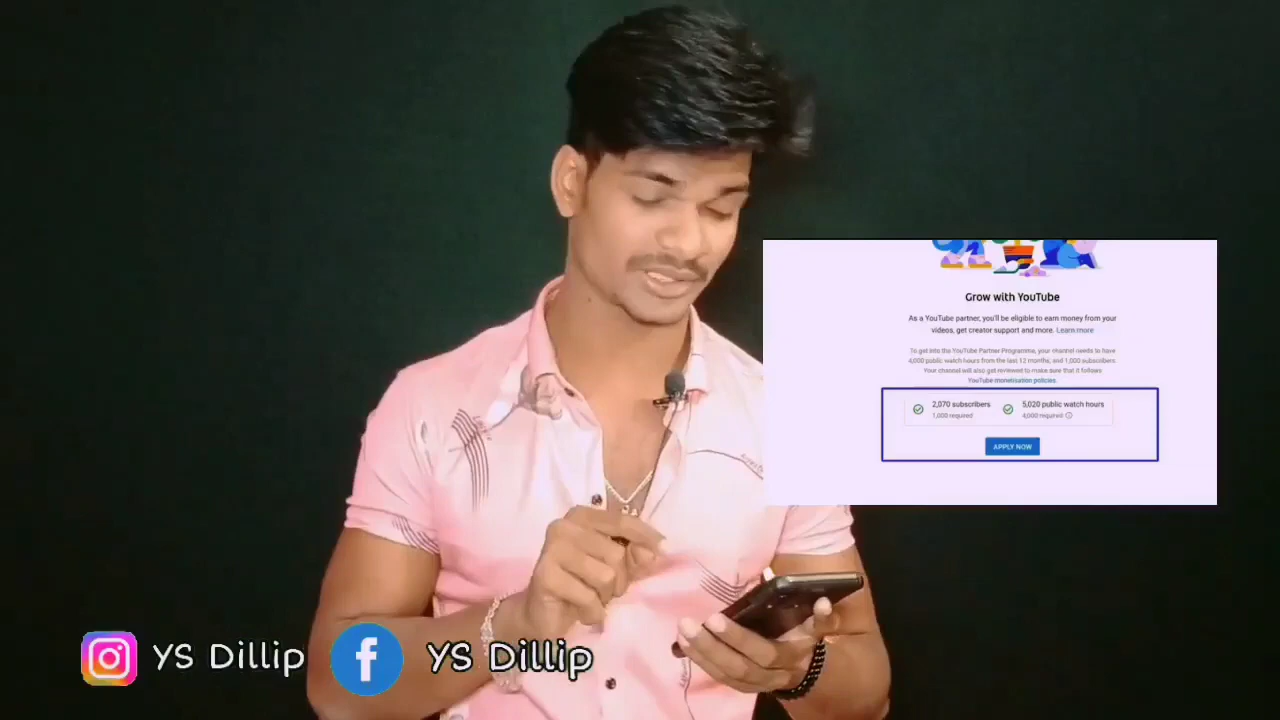 Grow with YouTube
As a YouTube partner, you'll be eligible to earn money from your
videos, get creator support and more. Learn more
To get into the YouTube Partner Programme, your channel needs to have
4,000 public watch hours from the last 12 months, and 1,000 subscribers.
Your channel will also get reviewed to make sure that it follows
YouTube monetisation policies.
2,070 subscribers
1,000 required
5,020 public watch hours
4,000 required
APPLY NOW
YS Dillip
YS Dillip